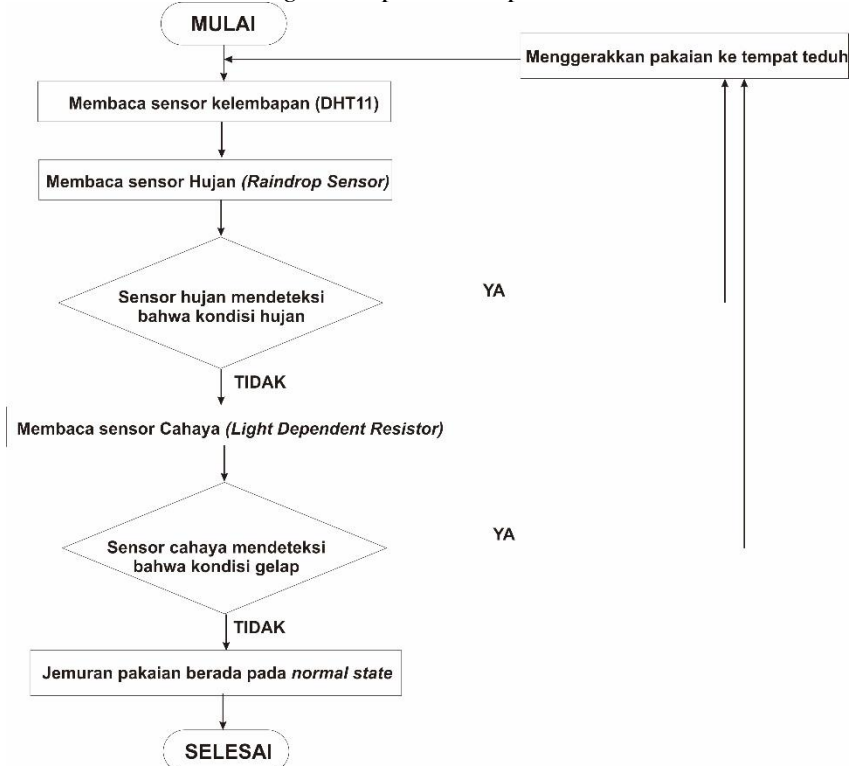 MULAI
Menggerakkan pakaian ke tempat teduh
Membaca sensor kelembapan (DHT11)
Membaca sensor Hujan (Raindrop Sensor)
Sensor hujan mendeteksi
bahwa kondisi hujan
YA
TIDAK
Membaca sensor Cahaya (Light Dependent Resistor)
Sensor cahaya mendeteksi
bahwa kondisi gelap
YA
TIDAK
Jemuran pakaian berada pada normal state
SELESAI